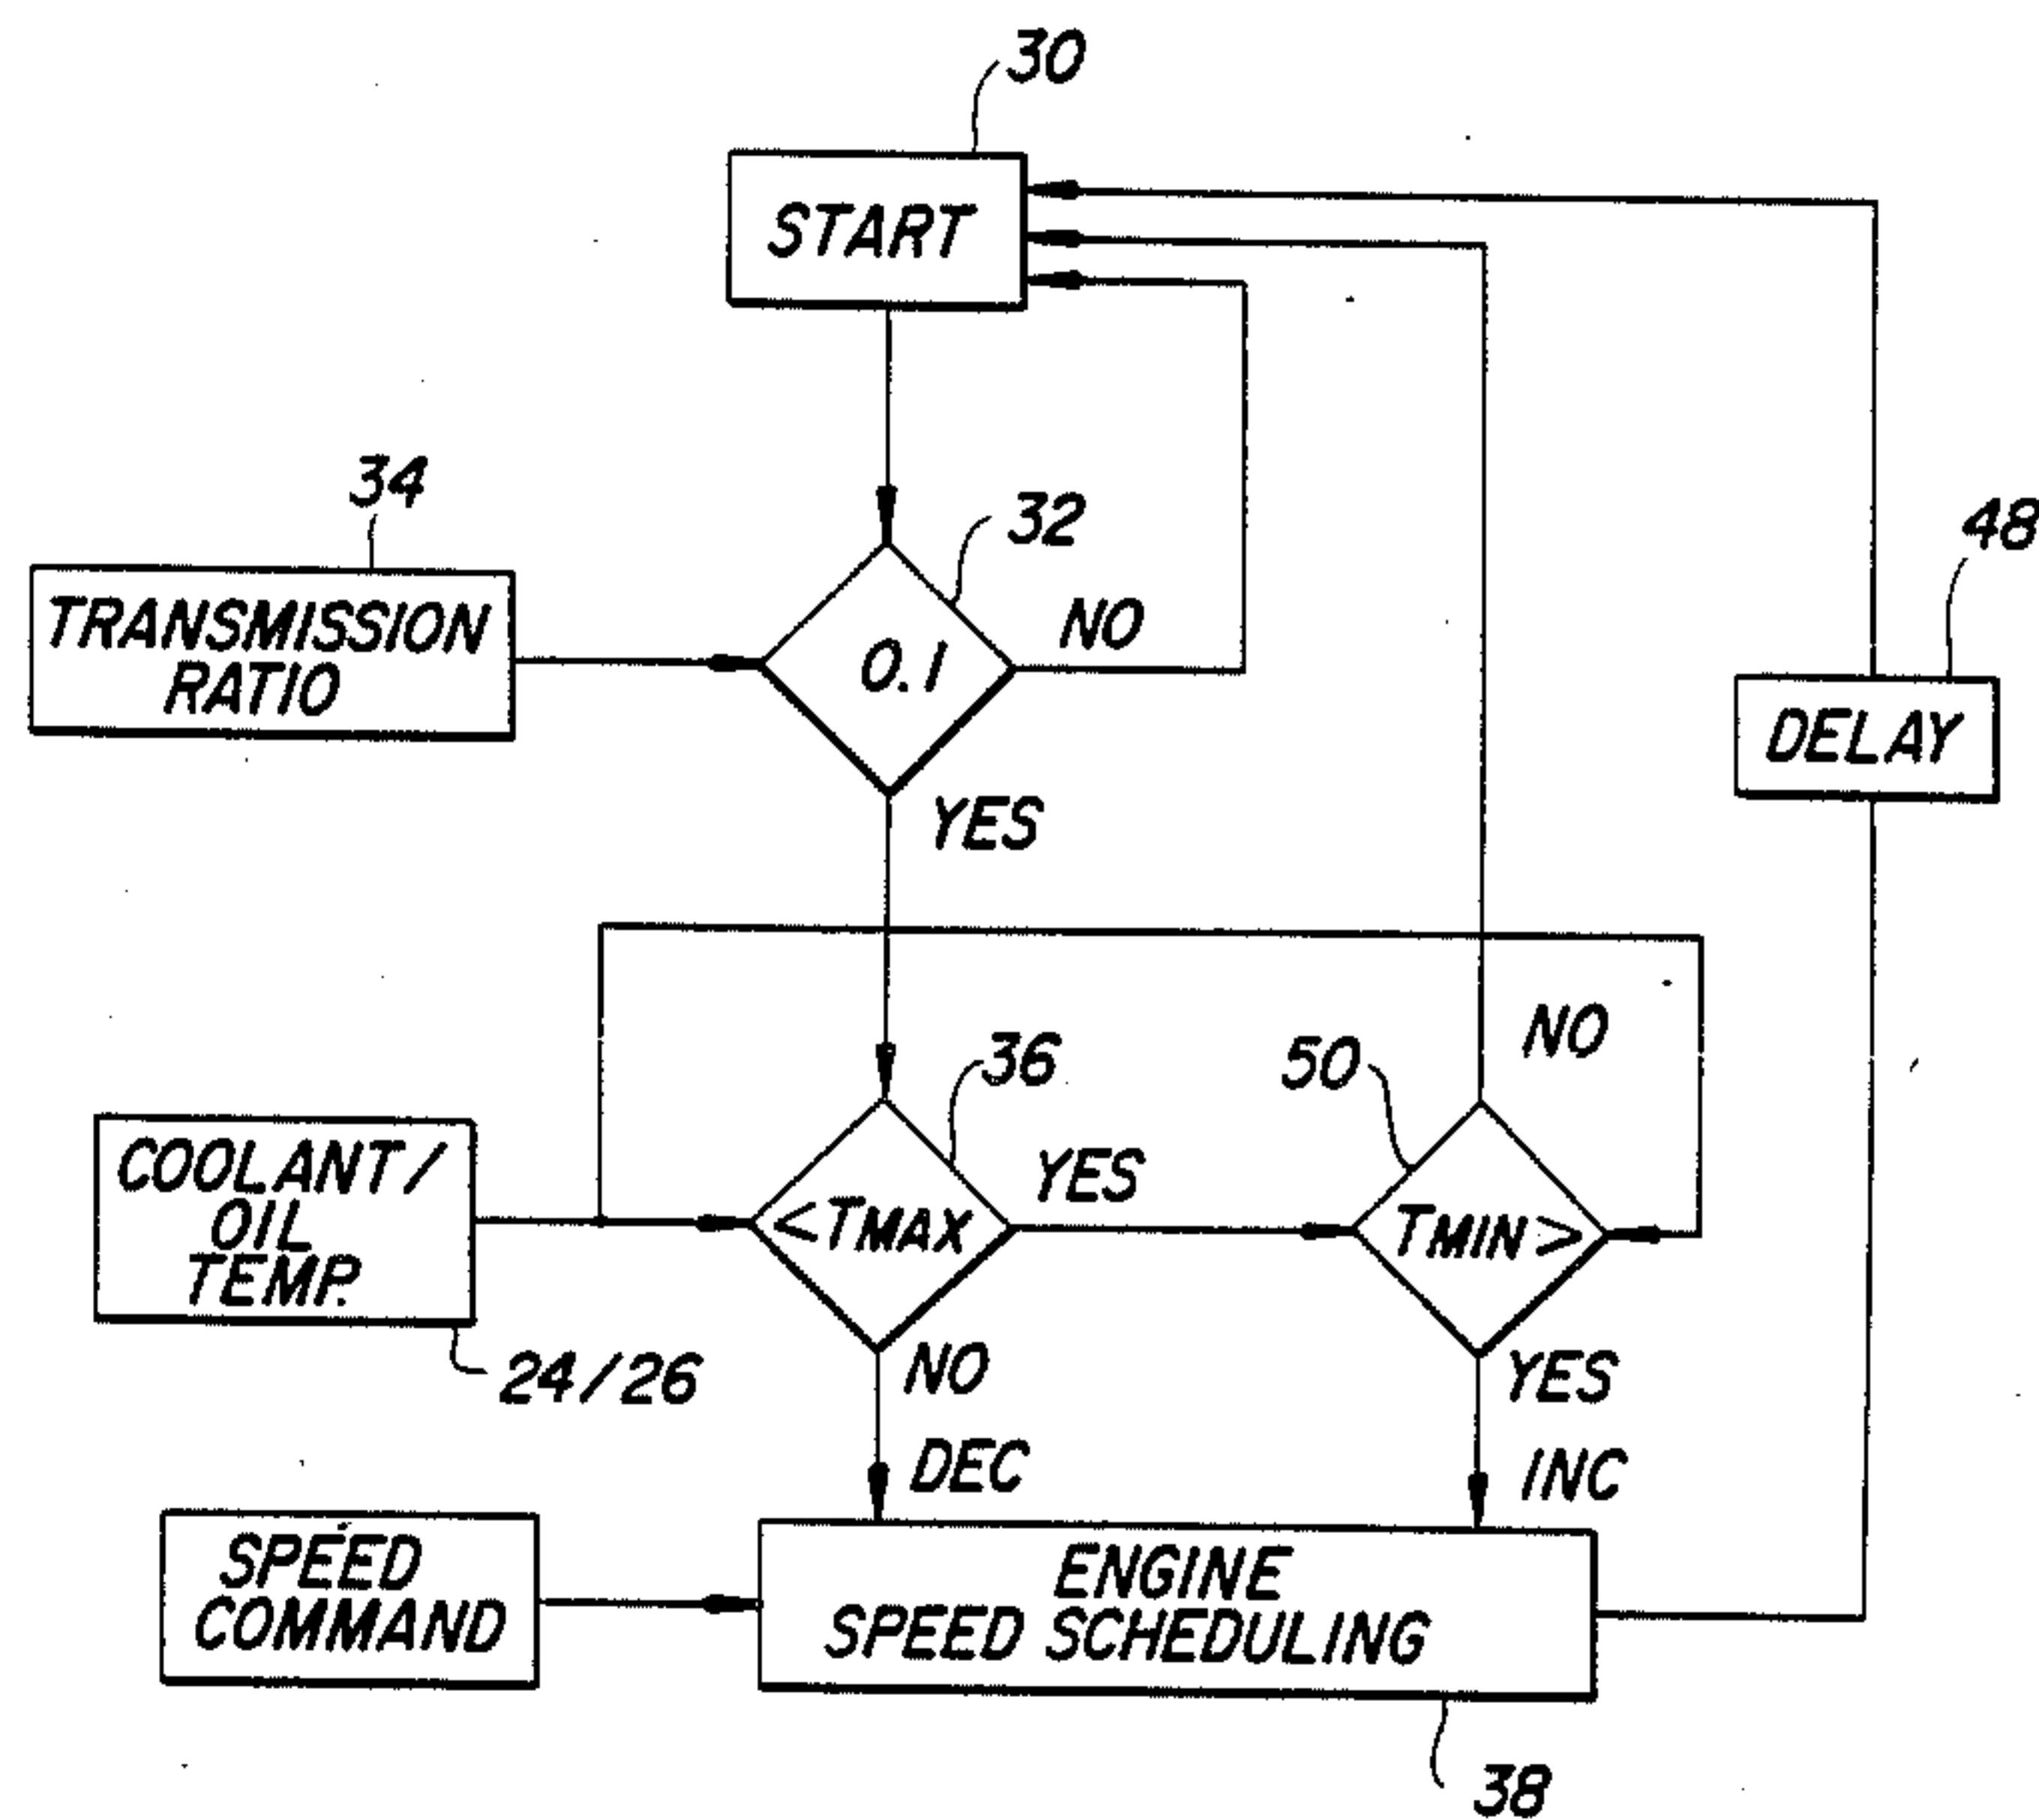 30
START
34
32
48
TRANSMISSION
RATIO
0.1
NO
DELAY
YES
NO
36
50
COOLANT/
OIL
TEMP.
<TMAX
YES
TMIN>
24/26
NO
YES
DEC
INC
SPEED
COMMAND
ENGINE
SPEED SCHEDULING
38